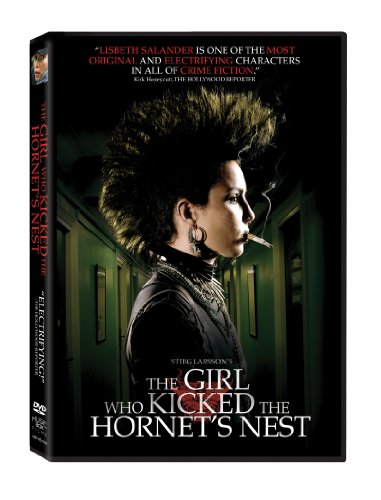 "LISBETH SALANDER IS ONE OF THE MOST
ORIGINAL AND ELECTRIFYING CHARACTERS
IN ALL OF CRIME FICTION."
Kirk Honeycutt, THE HOLLYWOOD REPORTER
STIEG LARSSON'S
THE GIRL
WHO KICKED THE
HORNET'S NEST
THE GIRL WHO KICKED THE
HORNET'S NEST
"ELECTRIFYING!"
DVD